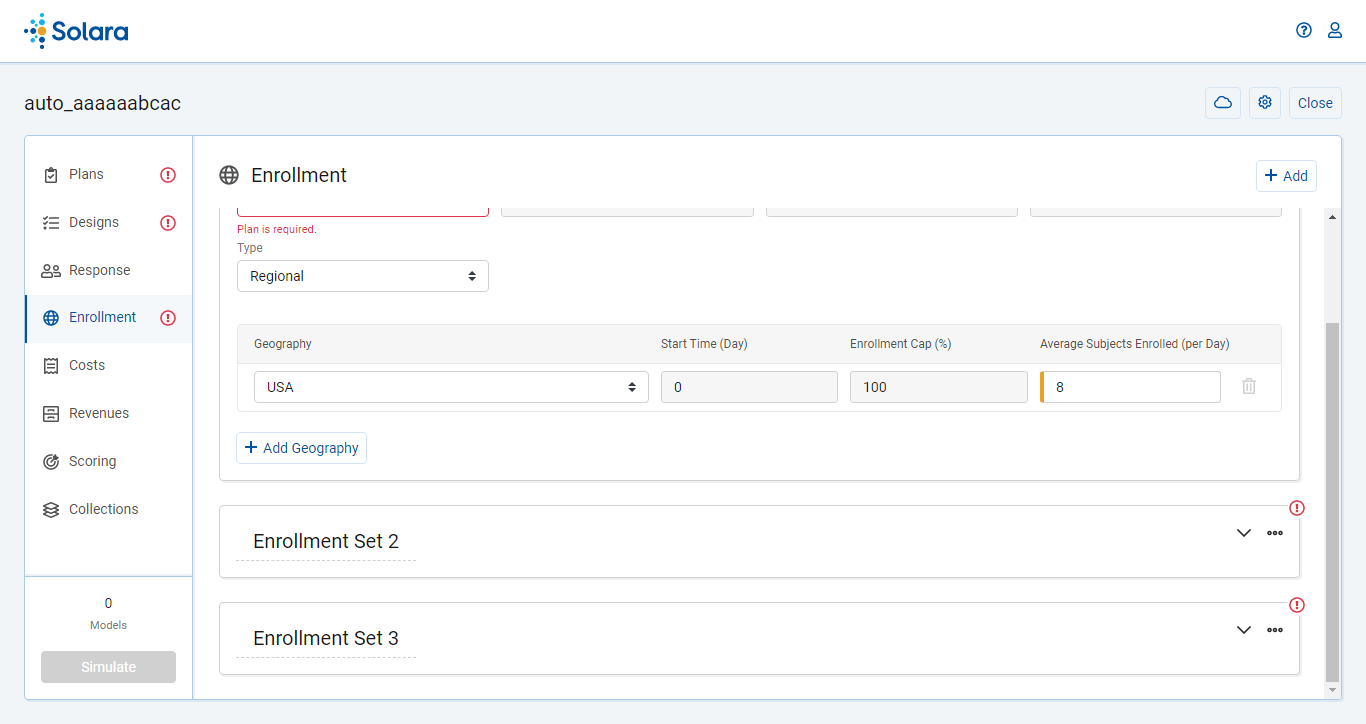 Solara
auto_aaaaaabcac
Close
Plans
Designs
Response
Enrollment
Costs
Revenues
Scoring
Collections
0
Models
Simulate
Enrollment
+ Add
Plan is required.
Type
Regional
Geography Start Time (Day) Enrollment Cap (%) Average Subjects Enrolled (per Day)
USA 0 100 8
+ Add Geography
Enrollment Set 2
Enrollment Set 3